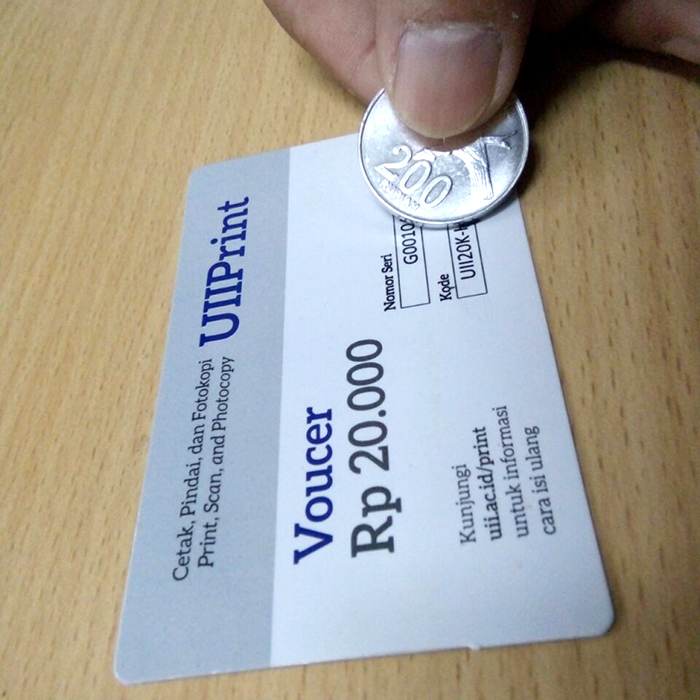 Cetak, Pindai, dan Fotokopi
Print, Scan, and Photocopy
UIIPrint
Voucer
Rp 20.000
Nomor Seri
Kode
UII20K-
Kunjungi
uii.ac.id/print
untuk informasi
cara isi ulang
200